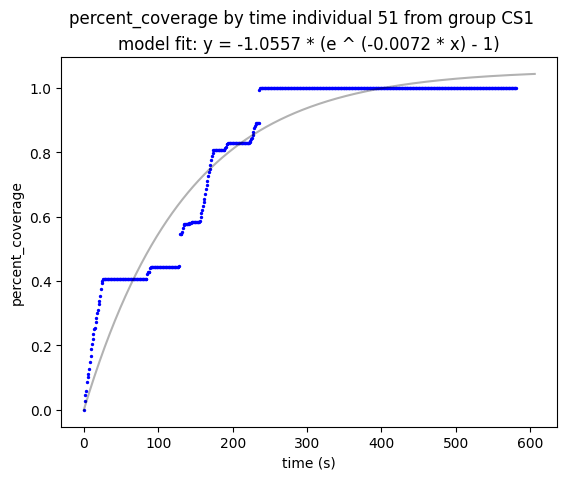 percent_coverage by time individual 51 from group CS1
model fit: y = -1.0557 * (e ^ (-0.0072 * x) - 1)
percent_coverage
1.0
0.8
0.6
0.4
0.2
0.0
0 100 200 300 400 500 600
time (s)